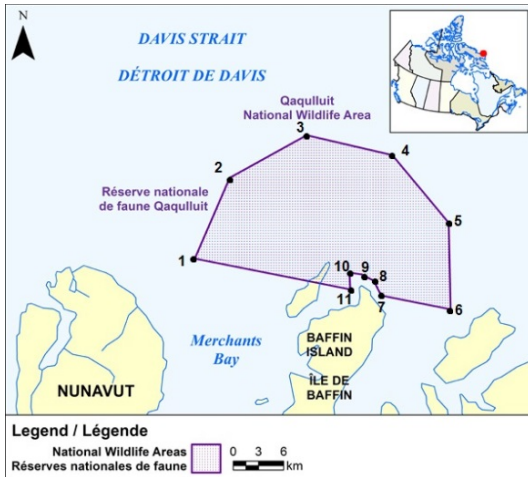 N
DAVIS STRAIT
DÉTROIT DE DAVIS
Qaqulluit
National Wildlife Area
3
4
2
Réserve nationale
de faune Qaqulluit
5
1
10
9
8
11
7
6
Merchants
Bay
BAFFIN
ISLAND
ÎLE DE
BAFFIN
NUNAVUT
Legend / Légende
National Wildlife Areas
Réserves nationales de faune
0 3 6
km